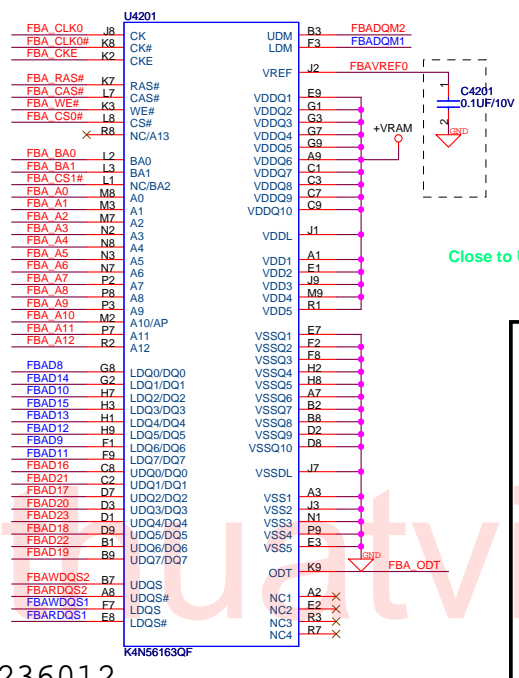 U4201
FBA_CLK0 J8 CK UDM B3 FBADQM2
FBA_CLK0# K8 CK# LDM F3 FBADQM1
FBA_CKE K2 CKE
VREF J2 FBAVREF0
FBA_RAS# K7 RAS#
FBA_CAS# L7 CAS# VDDQ1 E9
FBA_WE# K3 WE# VDDQ2 G1
FBA_CS0# L8 CS# VDDQ3 G3
R8 NC/A13 VDDQ4 G7
VDDQ5 G9
FBA_BA0 L2 BA0 VDDQ6 A9
FBA_BA1 L3 BA1 VDDQ7 C1
FBA_CS1# L1 NC/BA2 VDDQ8 C3
FBA_A0 M8 A0 VDDQ9 C7
FBA_A1 M3 A1 VDDQ10 C9
FBA_A2 M7 A2
FBA_A3 N2 A3 VDDL J1
FBA_A4 N8 A4
FBA_A5 N3 A5 VDD1 A1
FBA_A6 N7 A6 VDD2 E1
FBA_A7 P2 A7 VDD3 J9
FBA_A8 P8 A8 VDD4 M9
FBA_A9 P3 A9 VDD5 R1
FBA_A10 M2 A10/AP
FBA_A11 P7 A11 VSSQ1 E7
FBA_A12 R2 A12 VSSQ2 F2
VSSQ3 F8
FBAD8 G8 LDQ0/DQ0 VSSQ4 H2
FBAD14 G2 LDQ1/DQ1 VSSQ5 H8
FBAD10 H7 LDQ2/DQ2 VSSQ6 A7
FBAD15 H3 LDQ3/DQ3 VSSQ7 B2
FBAD13 H1 LDQ4/DQ4 VSSQ8 B8
FBAD12 H9 LDQ5/DQ5 VSSQ9 D2
FBAD9 F1 LDQ6/DQ6 VSSQ10 D8
FBAD11 F9 LDQ7/DQ7
FBAD16 C8 UDQ0/DQ0 VSSDL J7
FBAD21 C2 UDQ1/DQ1
FBAD17 D7 UDQ2/DQ2 VSS1 A3
FBAD20 D3 UDQ3/DQ3 VSS2 J3
FBAD23 D1 UDQ4/DQ4 VSS3 N1
FBAD18 D9 UDQ5/DQ5 VSS4 P9
FBAD22 B1 UDQ6/DQ6 VSS5 E3
FBAD19 B9 UDQ7/DQ7
GND
ODT K9 FBA_ODT
FBAWDQS2 B7 UDQS
FBARDQS2 A8 UDQS# NC1 A2
FBAWDQS1 F7 LDQS NC2 E2
FBARDQS1 E8 LDQS# NC3 R3
NC4 R7
K4N56163QF
+VRAM
1
C4201
0.1UF/10V
2
GND
Close to
thuatvi
236012